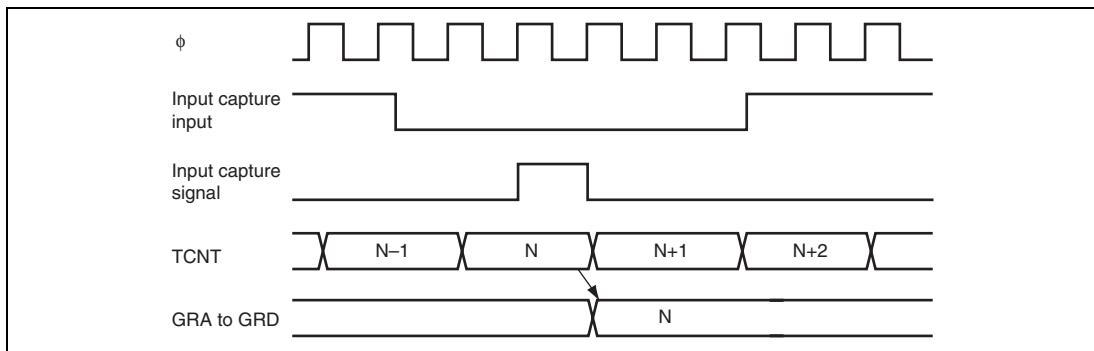 ϕ
Input capture
input
Input capture
signal
TCNT
N–1
N
N+1
N+2
GRA to GRD
N